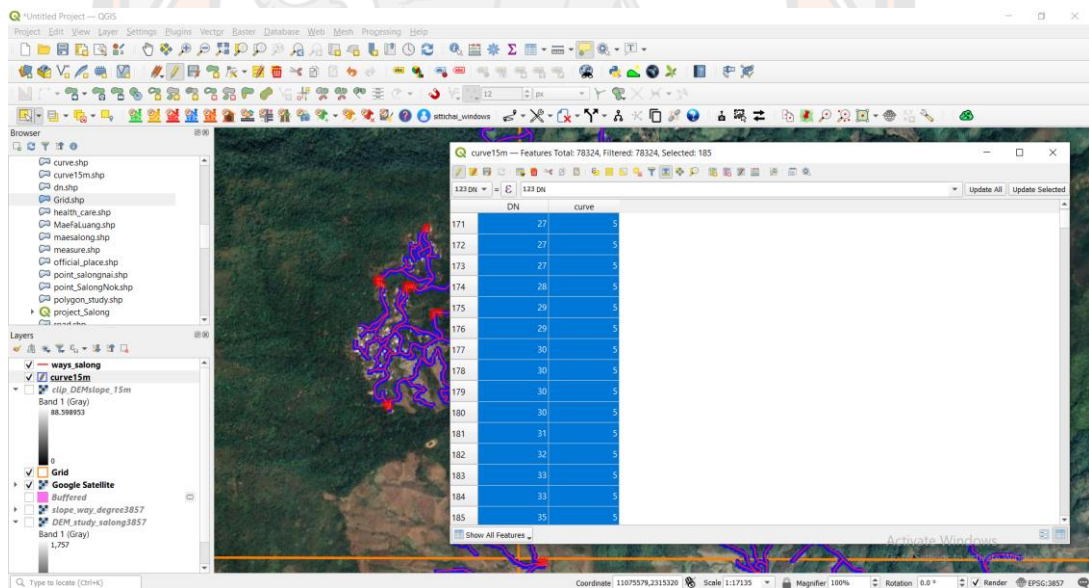 *Untitled Project — QGIS
Project Edit View Layer Settings Plugins Vector Raster Database Web Mesh Processing Help
12 px
sittichai_windows
Browser
curve.shp
curve15m.shp
dn.shp
Grid.shp
health_care.shp
MaeFaLuang.shp
maesalong.shp
measure.shp
official_place.shp
point_salongnai.shp
point_SalongNok.shp
polygon_study.shp
project_Salong
road.shp
Layers
ways_salong
curve15m
clip_DEMslope_15m
Band 1 (Gray)
88.598953
0
Grid
Google Satellite
Buffered
slope_way_degree3857
DEM_study_salong3857
Band 1 (Gray)
1,757
curve15m — Features Total: 78324, Filtered: 78324, Selected: 185
123 DN = Ɛ 123 DN Update All Update Selected
DN curve
171 27 5
172 27 5
173 27 5
174 28 5
175 29 5
176 29 5
177 30 5
178 30 5
179 30 5
180 30 5
181 31 5
182 32 5
183 33 5
184 33 5
185 35 5
Show All Features
Activate Windows
Type to locate (Ctrl+K) Coordinate 11075579,2315320 Scale 1:17135 Magnifier 100% Rotation 0.0 ° Render EPSG:3857